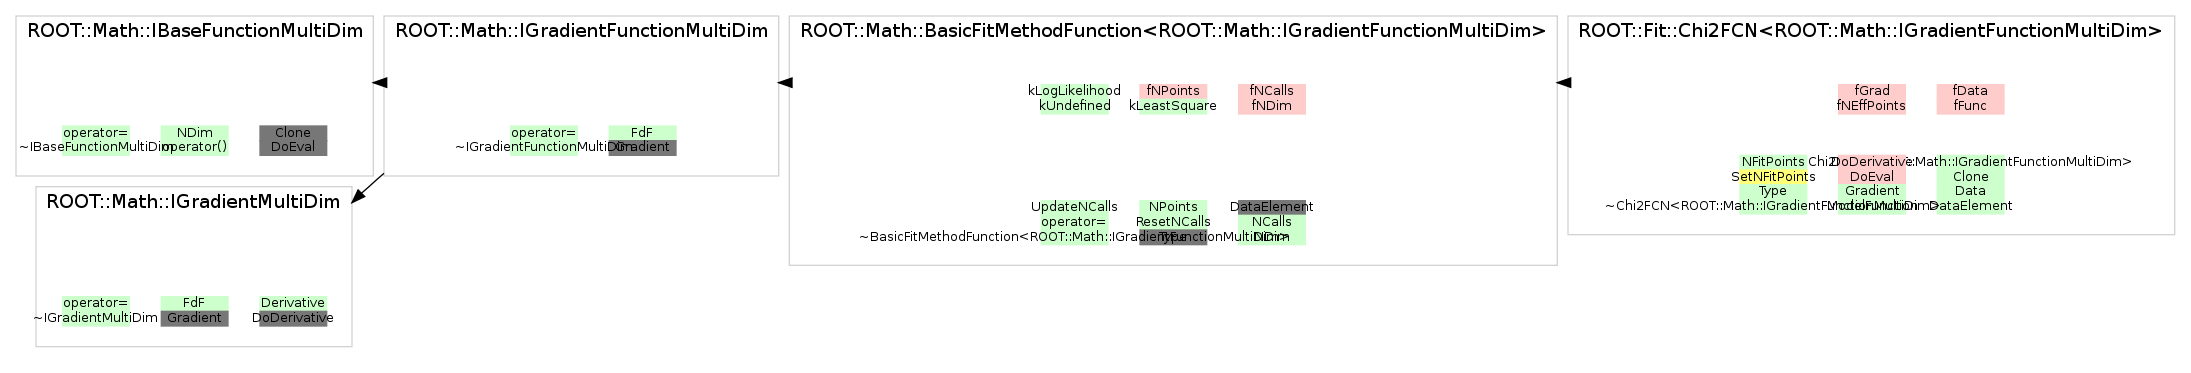 ROOT::Math::IBaseFunctionMultiDim
operator= NDim Clone
~IBaseFunctionMultiDim operator() DoEval
ROOT::Math::IGradientMultiDim
operator= FdF Derivative
~IGradientMultiDim Gradient DoDerivative
ROOT::Math::IGradientFunctionMultiDim
operator= FdF
~IGradientFunctionMultiDim Gradient
ROOT::Math::BasicFitMethodFunction<ROOT::Math::IGradientFunctionMultiDim>
kLogLikelihood fNPoints fNCalls
kUndefined kLeastSquare fNDim
UpdateNCalls NPoints DataElement
operator= ResetNCalls NCalls
~BasicFitMethodFunction<ROOT::Math::IGradientFunctionMultiDim> Type NDim
ROOT::Fit::Chi2FCN<ROOT::Math::IGradientFunctionMultiDim>
fGrad fData
fNEffPoints fFunc
NFitPoints DoDerivative Math::IGradientFunctionMultiDim>
SetNFitPoints DoEval Clone
Type Gradient Data
~Chi2FCN<ROOT::Math::IGradientFunctionMultiDim> ModelFunction DataElement